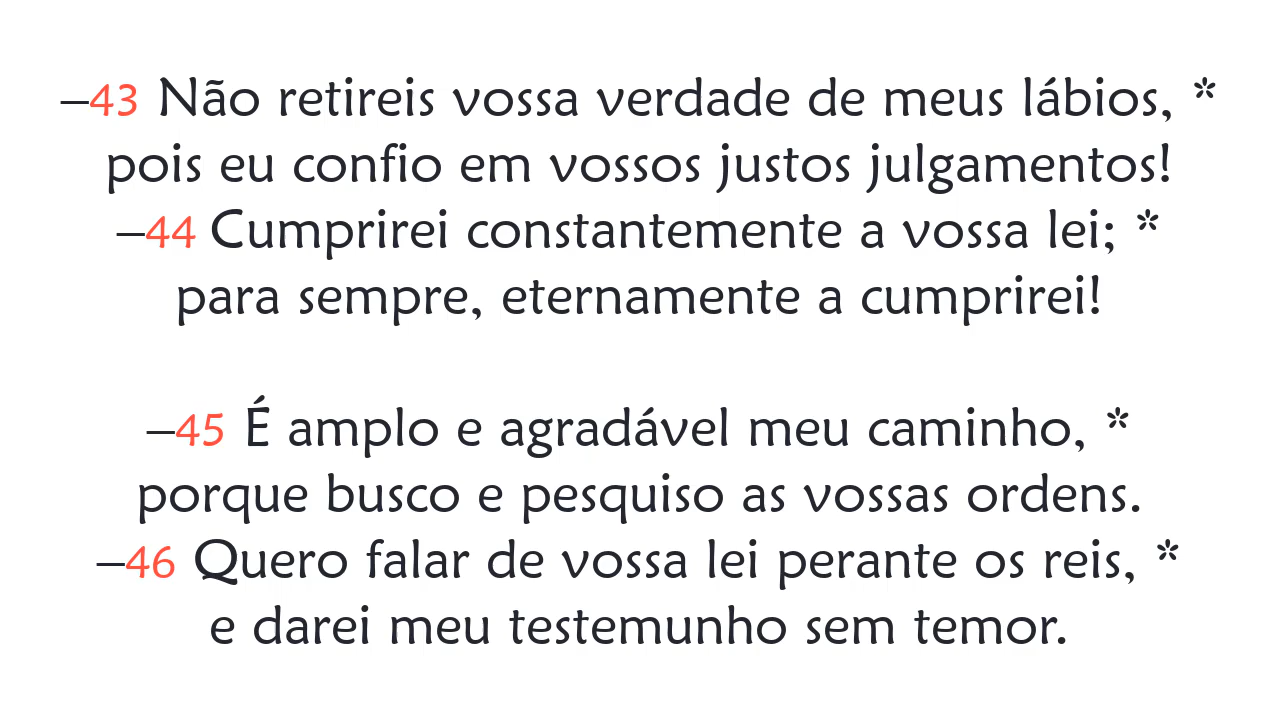 –43 Não retireis vossa verdade de meus lábios, *
pois eu confio em vossos justos julgamentos!
–44 Cumprirei constantemente a vossa lei; *
para sempre, eternamente a cumprirei!
–45 É amplo e agradável meu caminho, *
porque busco e pesquiso as vossas ordens.
–46 Quero falar de vossa lei perante os reis, *
e darei meu testemunho sem temor.